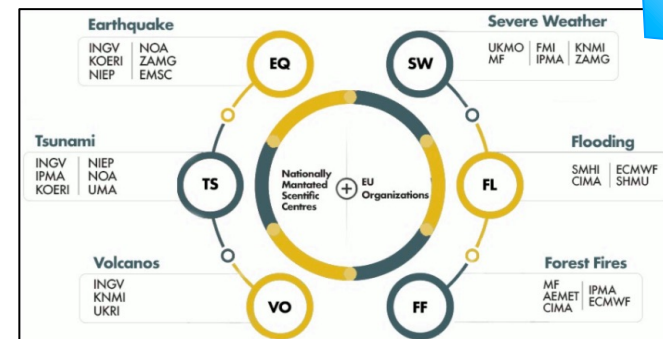 Earthquake
INGV NOA
KOERI ZAMG
NIEP EMSC
EQ
Severe Weather
UKMO FMI KNMI
MF IPMA ZAMG
SW
Tsunami
INGV NIEP
IPMA NOA
KOERI UMA
TS
Nationally
Mantated
Scentific
Centres
EU
Organizations
Flooding
SMHI ECMWF
CIMA SHMU
FL
Volcanos
INGV
KNMI
UKRI
VO
Forest Fires
MF IPMA
AEMET ECMWF
CIMA
FF